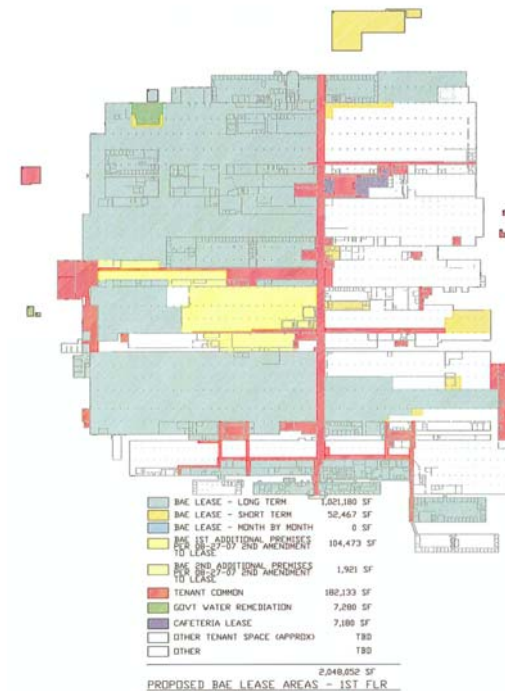 BAE LEASE - LONG TERM 1,021,180 SF
BAE LEASE - SHORT TERM 52,467 SF
BAE LEASE - MONTH BY MONTH 0 SF
BAE 1ST ADDITIONAL PREMISES
PER 08-27-07 2ND AMENDMENT
TO LEASE 104,473 SF
BAE 2ND ADDITIONAL PREMISES
PER 08-27-07 2ND AMENDMENT
TO LEASE 1,921 SF
TENANT COMMON 182,133 SF
GOVT WATER REMEDIATION 7,280 SF
CAFETERIA LEASE 7,180 SF
OTHER TENANT SPACE (APPROX) TBD
OTHER TBD
2,048,052 SF
PROPOSED BAE LEASE AREAS - 1ST FLR